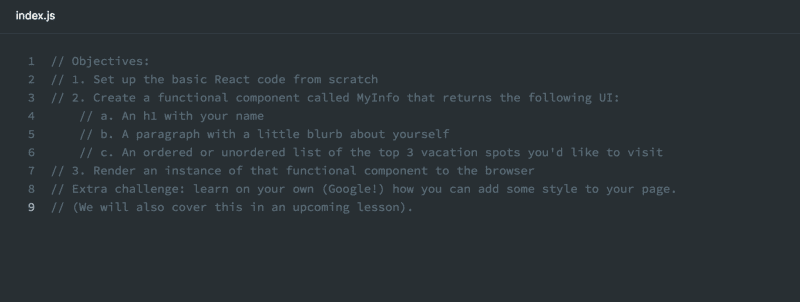 index.js
1 // Objectives:
2 // 1. Set up the basic React code from scratch
3 // 2. Create a functional component called MyInfo that returns the following UI:
4 // a. An h1 with your name
5 // b. A paragraph with a little blurb about yourself
6 // c. An ordered or unordered list of the top 3 vacation spots you'd like to visit
7 // 3. Render an instance of that functional component to the browser
8 // Extra challenge: learn on your own (Google!) how you can add some style to your page.
9 // (We will also cover this in an upcoming lesson).